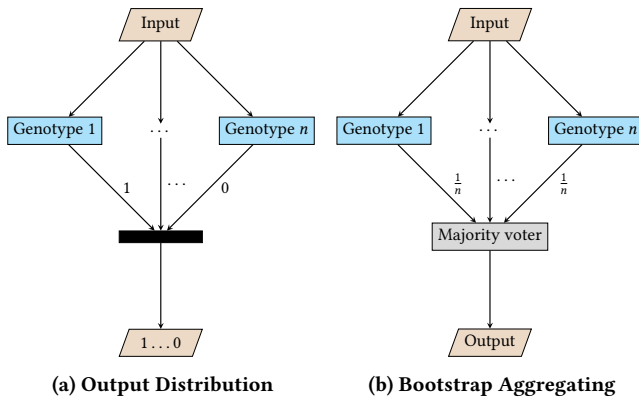 Input
Genotype 1
. . .
Genotype n
1
. . .
0
1 . . . 0
(a) Output Distribution
Input
Genotype 1
. . .
Genotype n
1/n
. . .
1/n
Majority voter
Output
(b) Bootstrap Aggregating